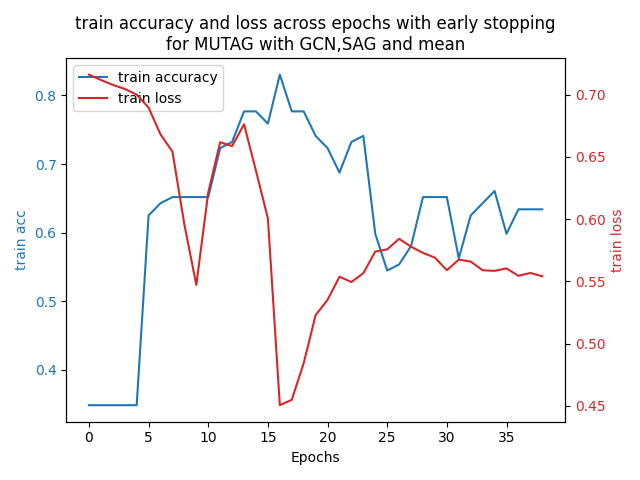 train accuracy and loss across epochs with early stopping
for MUTAG with GCN,SAG and mean
train accuracy
train loss
train acc
0.8
0.7
0.6
0.5
0.4
0.70
0.65
0.60
0.55
0.50
0.45
train loss
0 5 10 15 20 25 30 35
Epochs